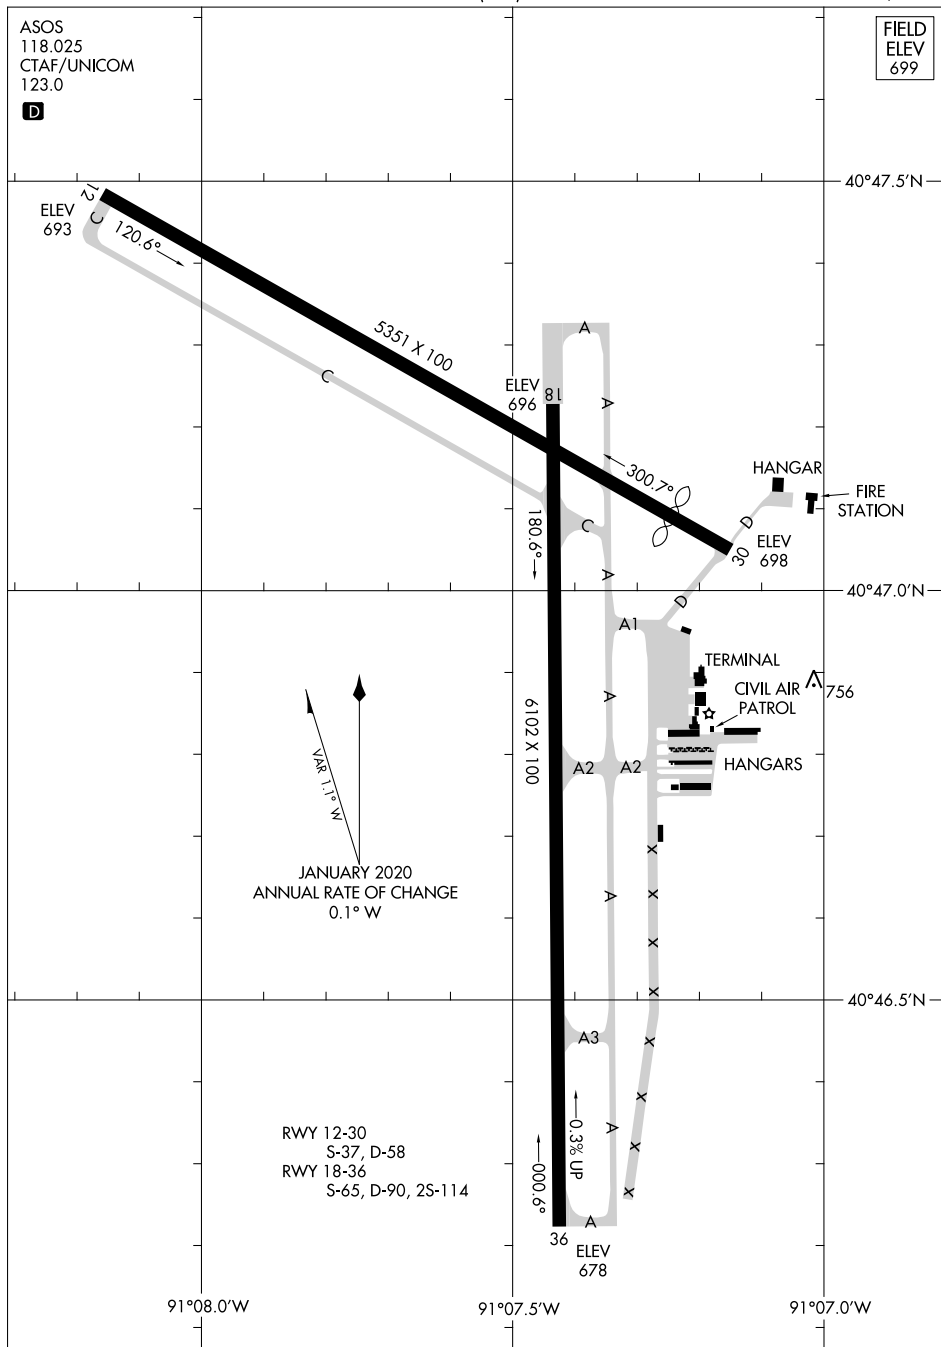 ASOS
118.025
CTAF/UNICOM
123.0
D
FIELD
ELEV
699
40°47.5'N
12
ELEV
693
C
120.6°
5351 X 100
C
A
ELEV
696
18
A
300.7°
HANGAR
FIRE
STATION
D
180.6°
C
30
ELEV
698
A
40°47.0'N
D
A1
TERMINAL
CIVIL AIR
PATROL
756
A
6102 X 100
VAR 1.1° W
A2
A2
HANGARS
X
JANUARY 2020
ANNUAL RATE OF CHANGE
0.1° W
A
X
X
X
40°46.5'N
A3
X
X
RWY 12-30
S-37, D-58
RWY 18-36
S-65, D-90, 2S-114
000.6°
0.3% UP
A
X
X
A
36
ELEV
678
91°08.0'W
91°07.5'W
91°07.0'W